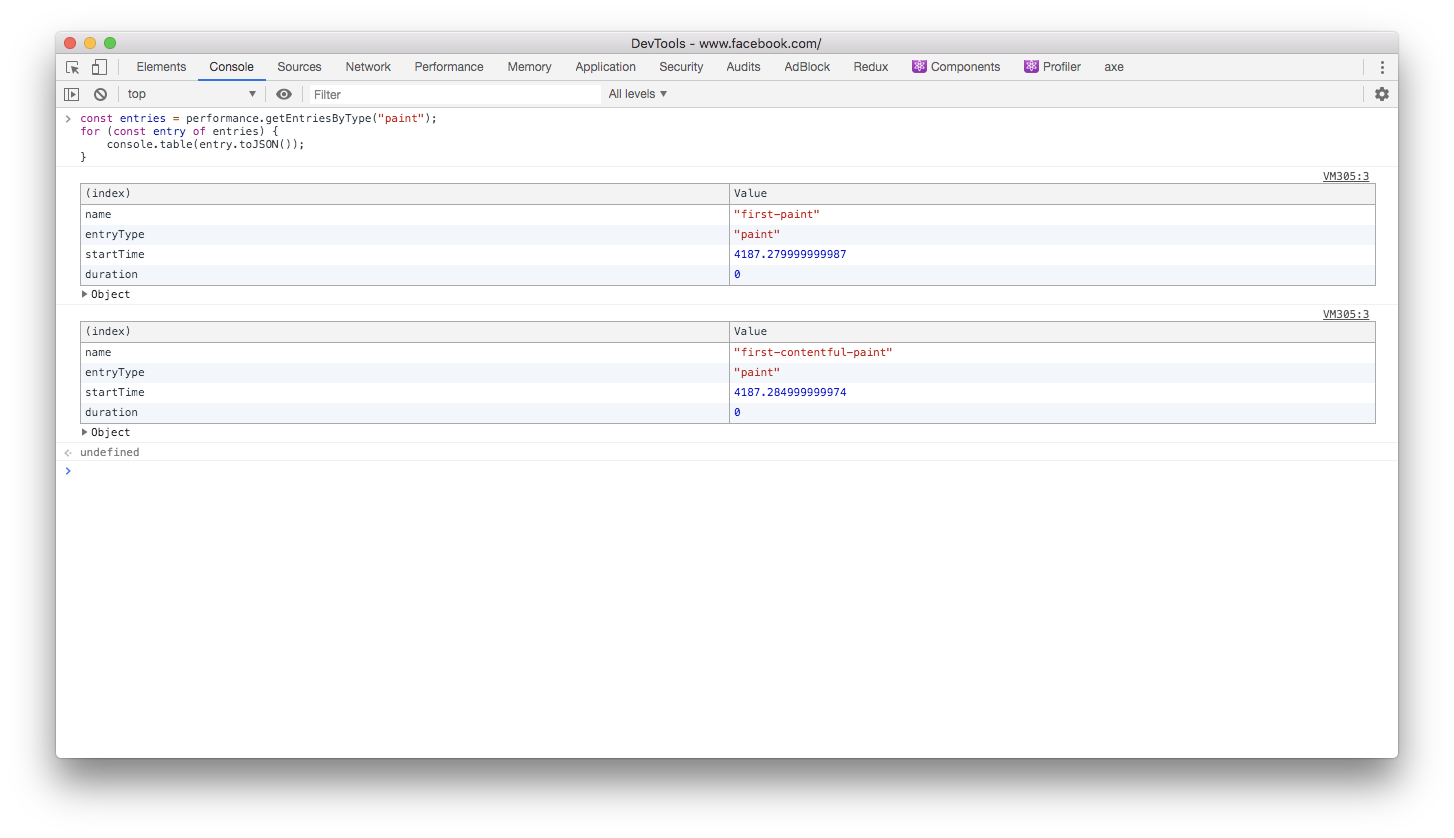 DevTools - www.facebook.com/
Elements Console Sources Network Performance Memory Application Security Audits AdBlock Redux Components Profiler axe
top Filter All levels
const entries = performance.getEntriesByType("paint");
for (const entry of entries) {
    console.table(entry.toJSON());
}
VM305:3
(index) Value
name "first-paint"
entryType "paint"
startTime 4187.279999999987
duration 0
Object
VM305:3
(index) Value
name "first-contentful-paint"
entryType "paint"
startTime 4187.284999999974
duration 0
Object
undefined